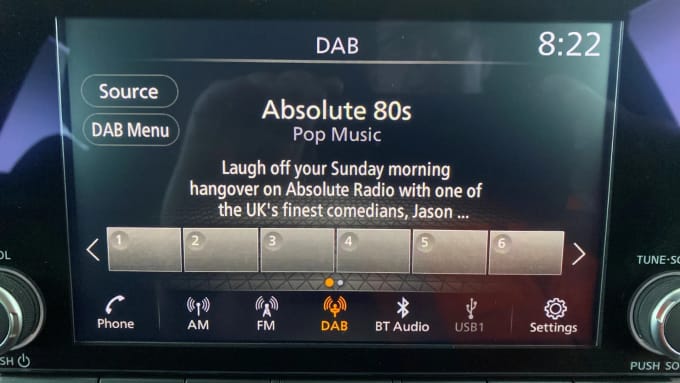 DAB
8:22
Source
Absolute 80s
DAB Menu
Pop Music
Laugh off your Sunday morning
hangover on Absolute Radio with one of
the UK's finest comedians, Jason ...
1 2 3 4 5 6
Phone AM FM DAB BT Audio USB1 Settings
OL
SH
TUNE-SC
PUSH SO